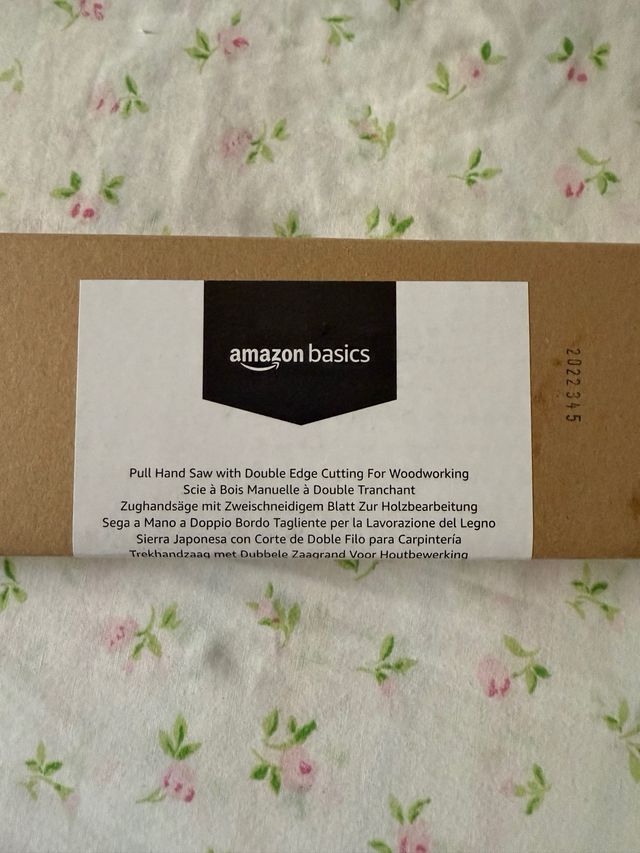 amazon basics
2022345
Pull Hand Saw with Double Edge Cutting For Woodworking
Scie à Bois Manuelle à Double Tranchant
Zughandsäge mit Zweischneidigem Blatt Zur Holzbearbeitung
Sega a Mano a Doppio Bordo Tagliente per la Lavorazione del Legno
Sierra Japonesa con Corte de Doble Filo para Carpintería
Trekhandzaag met Dubbele Zaagrand Voor Houtbewerking